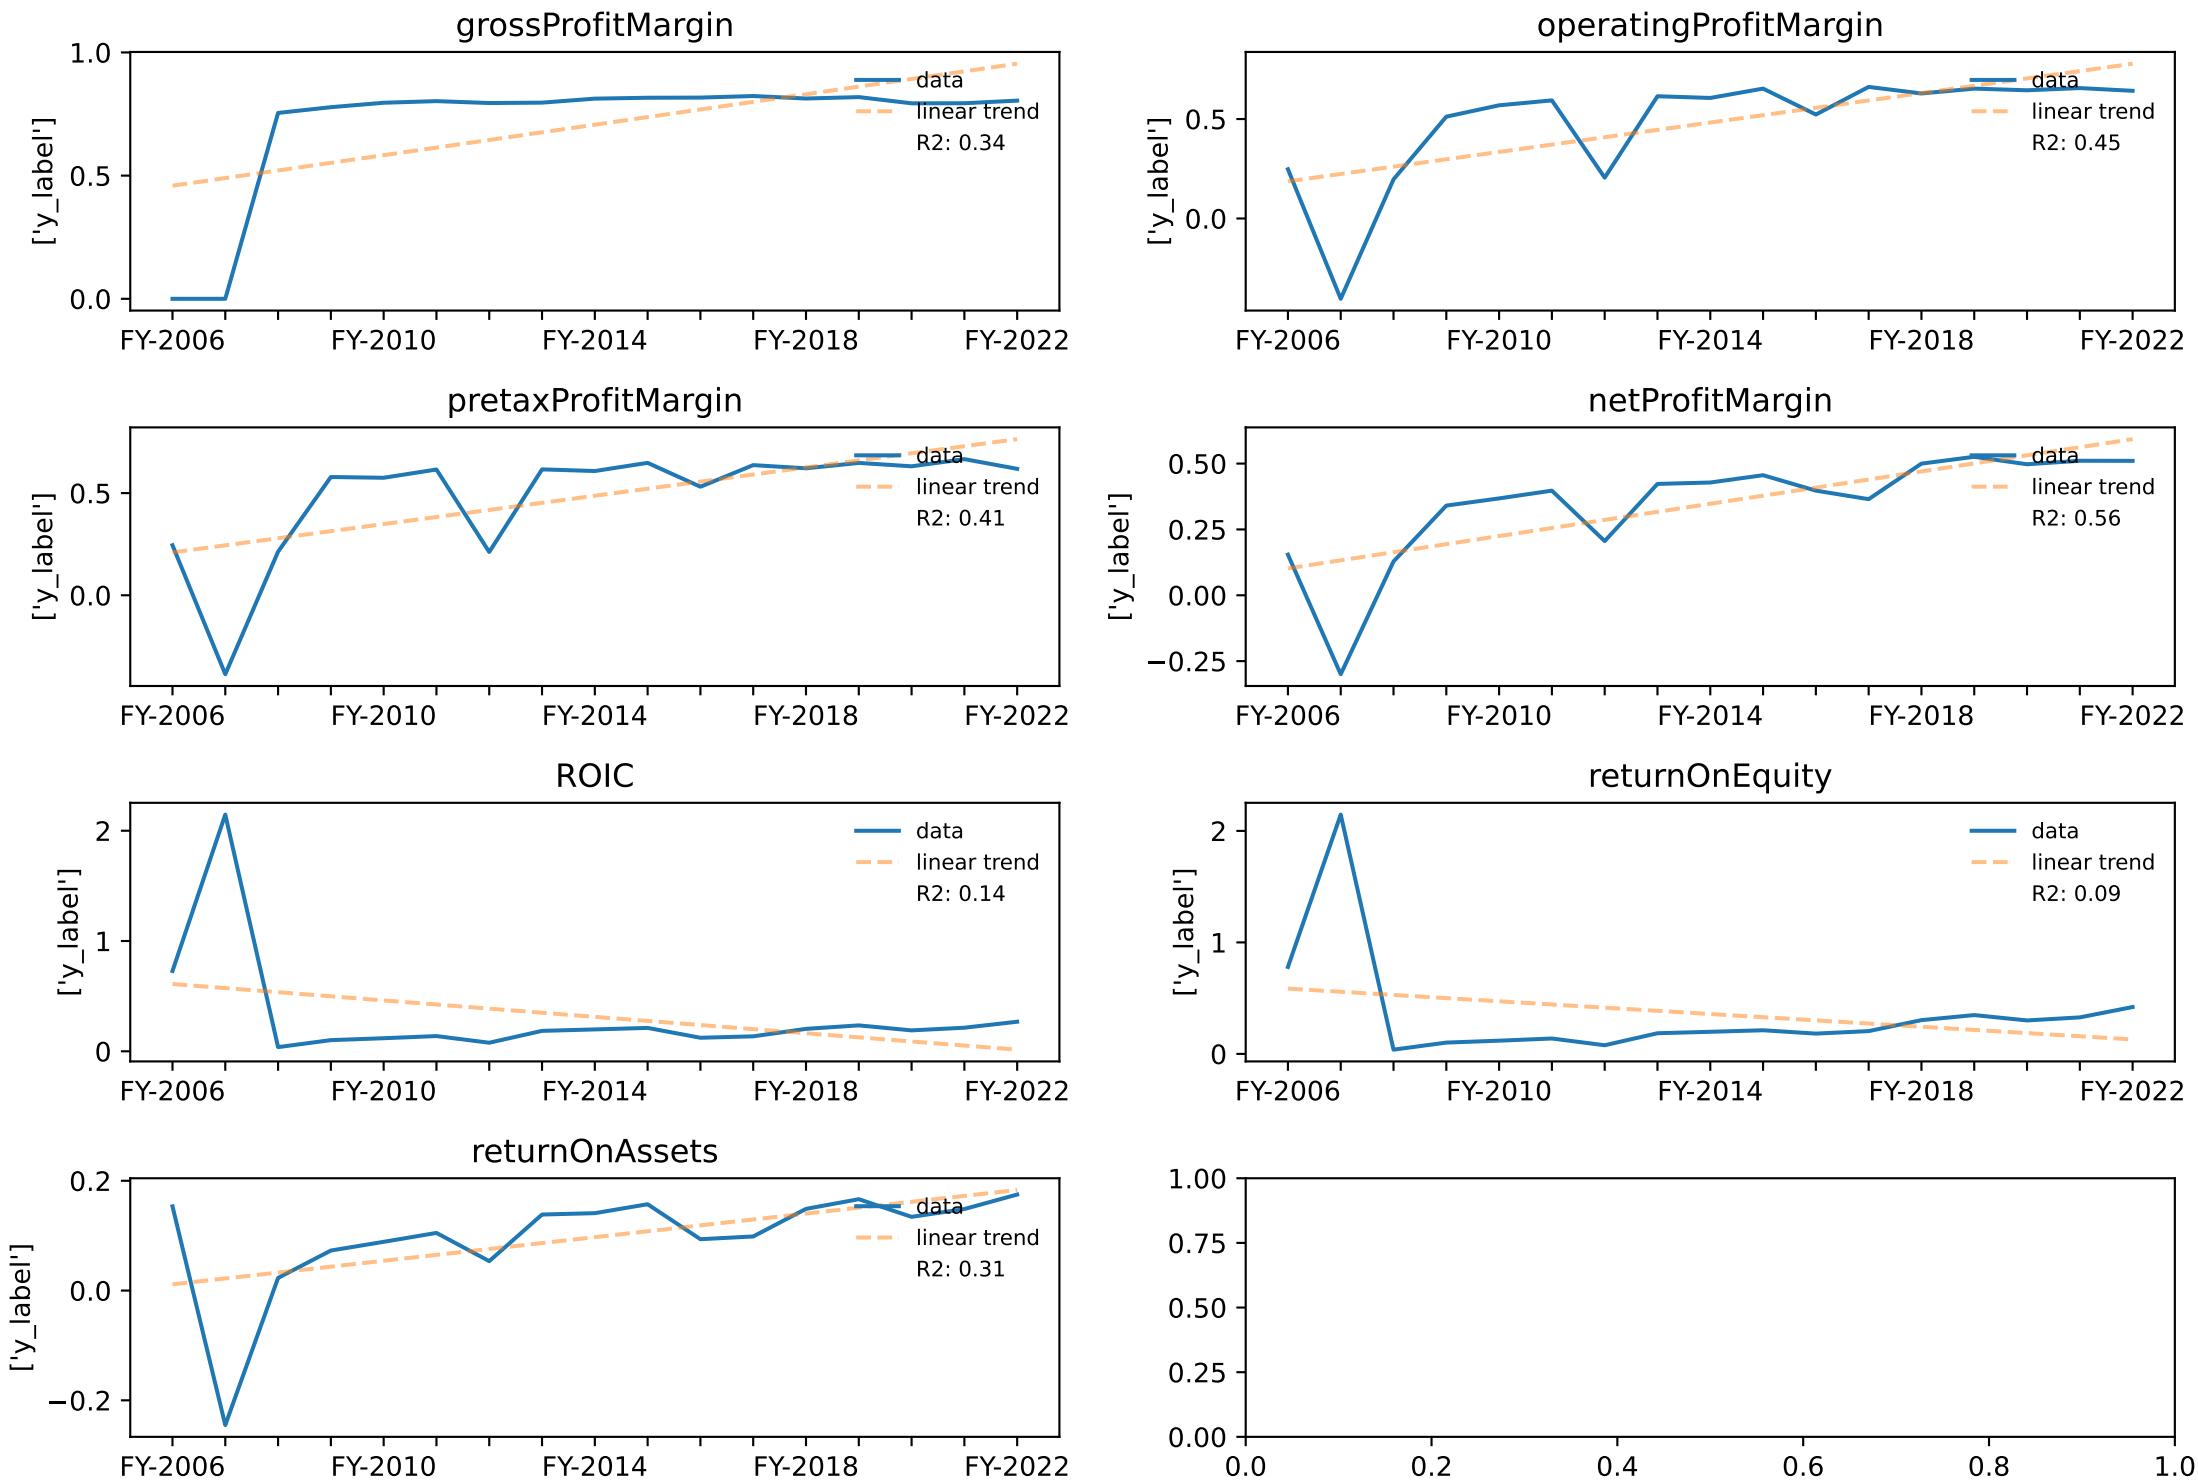 grossProfitMargin
1.0
0.5
0.0
['y_label']
data
linear trend
R2: 0.34
FY-2006 FY-2010 FY-2014 FY-2018 FY-2022
operatingProfitMargin
0.5
0.0
['y_label']
data
linear trend
R2: 0.45
FY-2006 FY-2010 FY-2014 FY-2018 FY-2022
pretaxProfitMargin
0.5
0.0
['y_label']
data
linear trend
R2: 0.41
FY-2006 FY-2010 FY-2014 FY-2018 FY-2022
netProfitMargin
0.50
0.25
0.00
−0.25
['y_label']
data
linear trend
R2: 0.56
FY-2006 FY-2010 FY-2014 FY-2018 FY-2022
ROIC
2
1
0
['y_label']
data
linear trend
R2: 0.14
FY-2006 FY-2010 FY-2014 FY-2018 FY-2022
returnOnEquity
2
1
0
['y_label']
data
linear trend
R2: 0.09
FY-2006 FY-2010 FY-2014 FY-2018 FY-2022
returnOnAssets
0.2
0.0
−0.2
['y_label']
data
linear trend
R2: 0.31
FY-2006 FY-2010 FY-2014 FY-2018 FY-2022
1.00
0.75
0.50
0.25
0.00
0.0 0.2 0.4 0.6 0.8 1.0